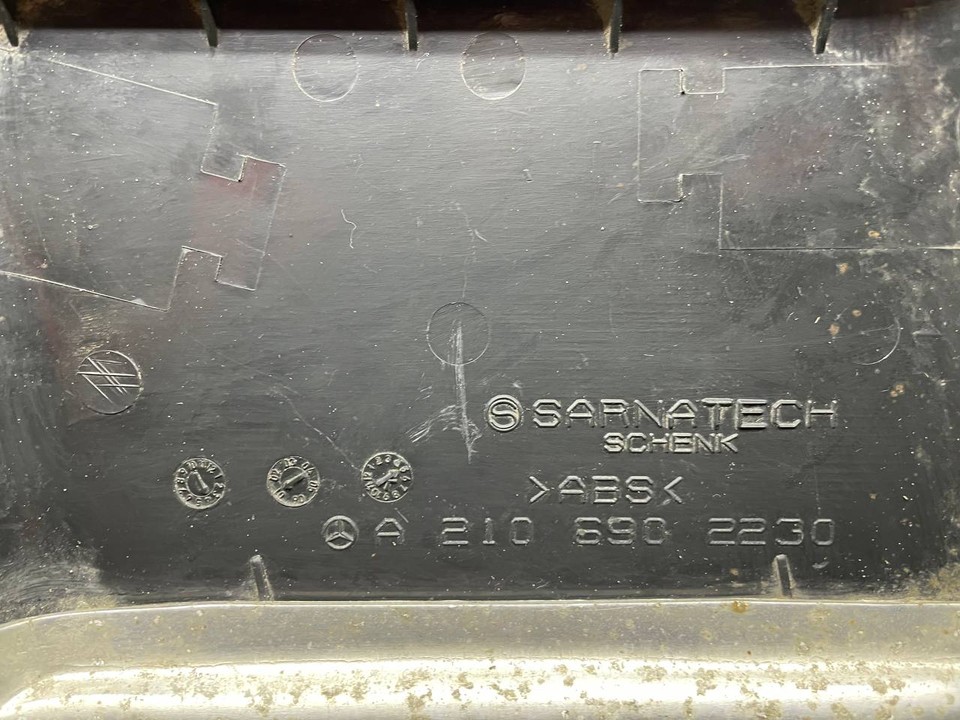 SARNATECH
SCHENK
>ABS<
A 210 690 2230